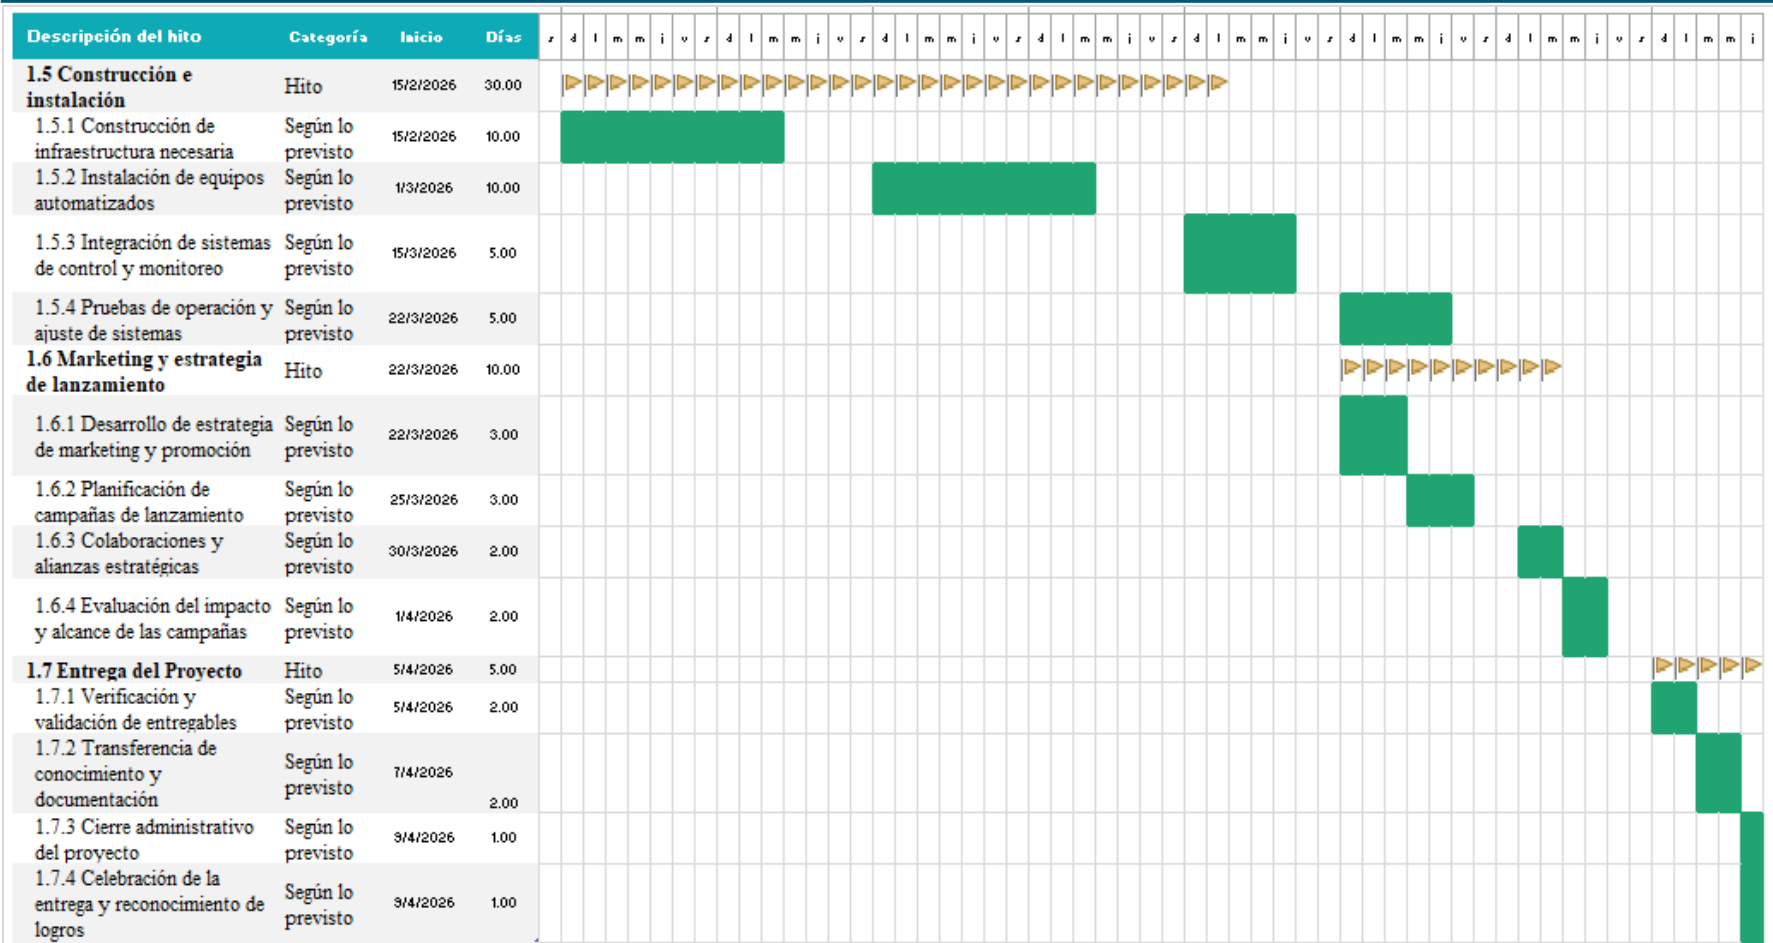 Descripción del hito Categoría Inicio Días s d l m m j v s d l m m j v s d l m m j v s d l m m j v s d l m m j v s d l m m j v s d l m m j v s d l m m j
1.5 Construcción e
instalación
Hito 15/2/2026 30.00
1.5.1 Construcción de
infraestructura necesaria
Según lo
previsto
15/2/2026 10.00
1.5.2 Instalación de equipos
automatizados
Según lo
previsto
1/3/2026 10.00
1.5.3 Integración de sistemas
de control y monitoreo
Según lo
previsto
15/3/2026 5.00
1.5.4 Pruebas de operación y
ajuste de sistemas
Según lo
previsto
22/3/2026 5.00
1.6 Marketing y estrategia
de lanzamiento
Hito 22/3/2026 10.00
1.6.1 Desarrollo de estrategia
de marketing y promoción
Según lo
previsto
22/3/2026 3.00
1.6.2 Planificación de
campañas de lanzamiento
Según lo
previsto
25/3/2026 3.00
1.6.3 Colaboraciones y
alianzas estratégicas
Según lo
previsto
30/3/2026 2.00
1.6.4 Evaluación del impacto
y alcance de las campañas
Según lo
previsto
1/4/2026 2.00
1.7 Entrega del Proyecto Hito 5/4/2026 5.00
1.7.1 Verificación y
validación de entregables
Según lo
previsto
5/4/2026 2.00
1.7.2 Transferencia de
conocimiento y
documentación
Según lo
previsto
7/4/2026
2.00
1.7.3 Cierre administrativo
del proyecto
Según lo
previsto
9/4/2026 1.00
1.7.4 Celebración de la
entrega y reconocimiento de
logros
Según lo
previsto
9/4/2026 1.00